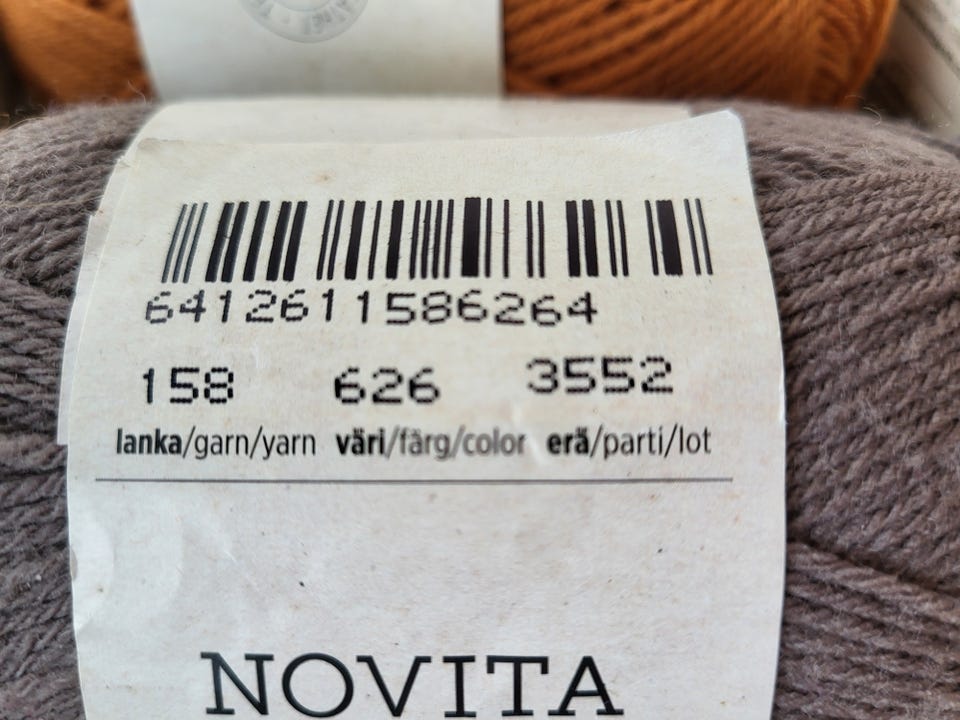 6412611586264
158 626 3552
lanka/garn/yarn väri/färg/color erä/parti/lot
NOVITA